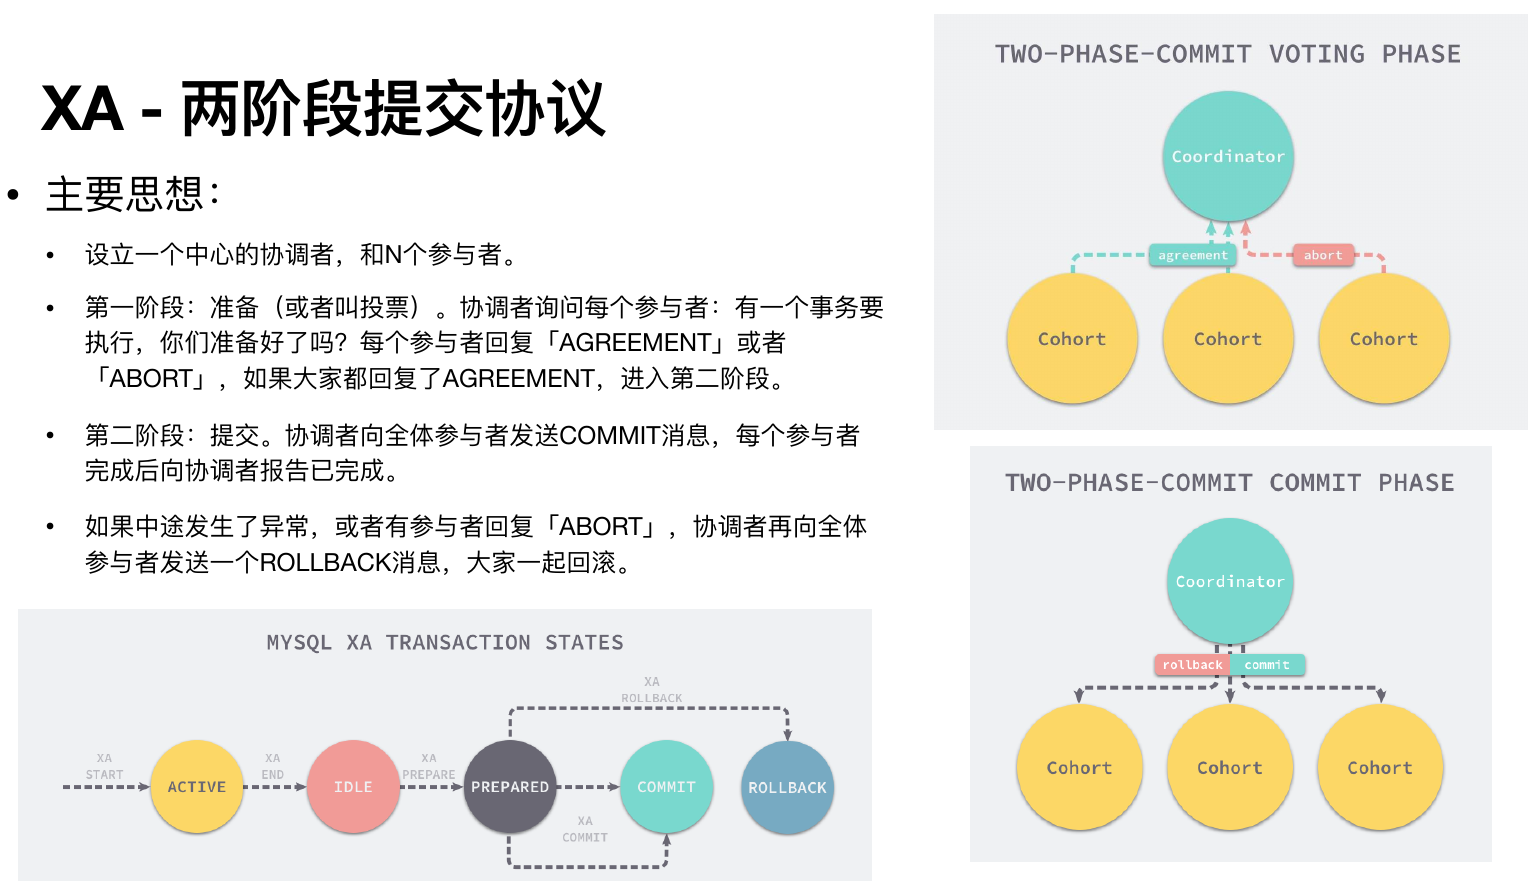 XA - 两阶段提交协议
• 主要思想：
• 设立一个中心的协调者，和N个参与者。
• 第一阶段：准备（或者叫投票）。协调者询问每个参与者：有一个事务要
执行，你们准备好了吗？每个参与者回复「AGREEMENT」或者
「ABORT」，如果大家都回复了AGREEMENT，进入第二阶段。
• 第二阶段：提交。协调者向全体参与者发送COMMIT消息，每个参与者
完成后向协调者报告已完成。
• 如果中途发生了异常，或者有参与者回复「ABORT」，协调者再向全体
参与者发送一个ROLLBACK消息，大家一起回滚。
MYSQL XA TRANSACTION STATES
XA
ROLLBACK
XA
START
XA
END
XA
PREPARE
ACTIVE
IDLE
PREPARED
COMMIT
ROLLBACK
XA
COMMIT
TWO-PHASE-COMMIT VOTING PHASE
Coordinator
agreement
abort
Cohort
Cohort
Cohort
TWO-PHASE-COMMIT COMMIT PHASE
Coordinator
rollback
commit
Cohort
Cohort
Cohort